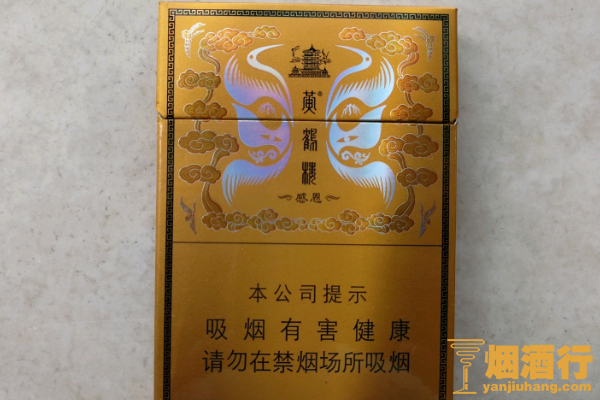 黄鹤楼
感恩
本公司提示
吸烟有害健康
请勿在禁烟场所吸烟
烟酒行
yanjiuhang.com